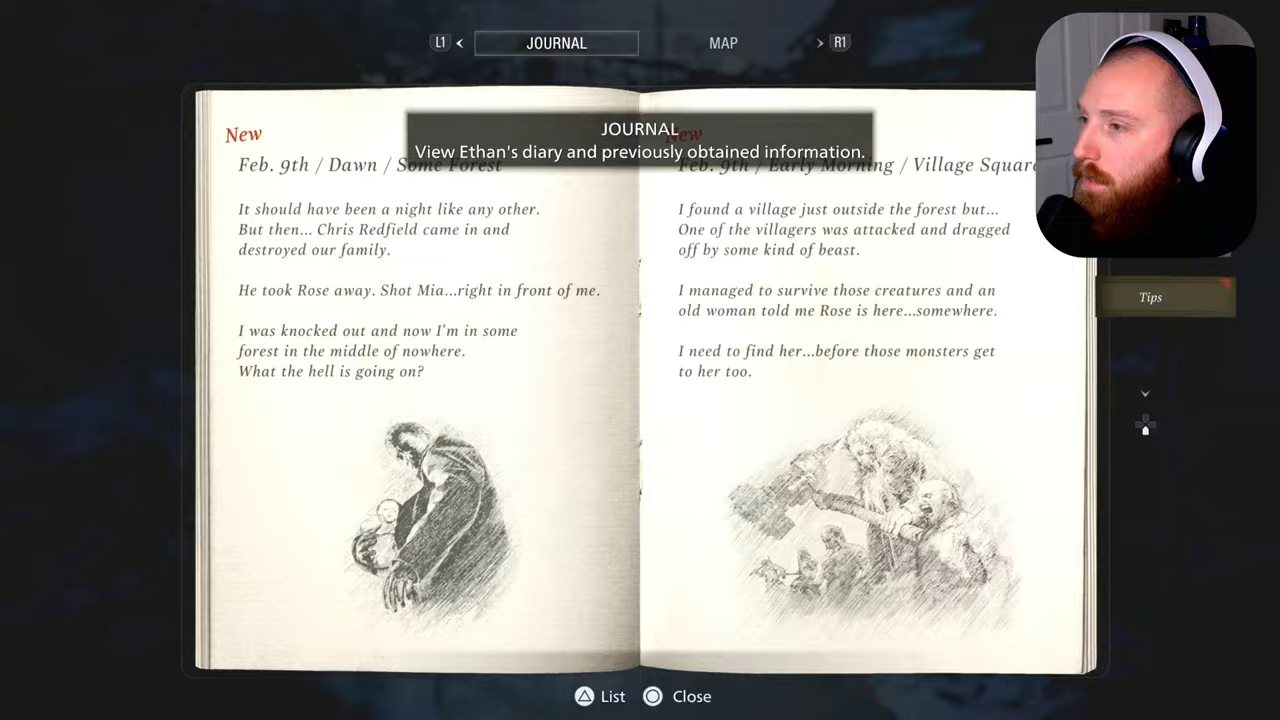 L1 JOURNAL MAP R1
JOURNAL
View Ethan's diary and previously obtained information.
New
Feb. 9th / Dawn / Some Forest
It should have been a night like any other.
But then... Chris Redfield came in and
destroyed our family.
He took Rose away. Shot Mia...right in front of me.
I was knocked out and now I'm in some
forest in the middle of nowhere.
What the hell is going on?
New
Feb. 9th / Early Morning / Village Square
I found a village just outside the forest but...
One of the villagers was attacked and dragged
off by some kind of beast.
I managed to survive those creatures and an
old woman told me Rose is here...somewhere.
I need to find her...before those monsters get
to her too.
Tips
List Close